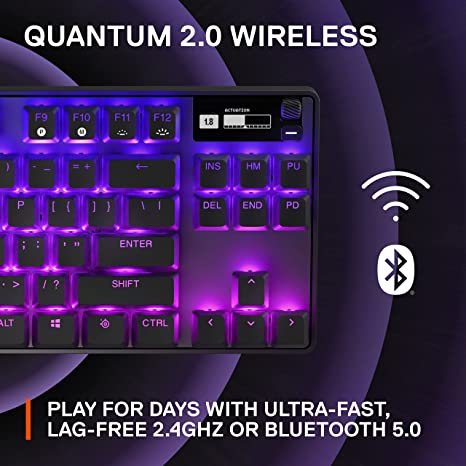 QUANTUM 2.0 WIRELESS
ACTUATION
1.8
F9 F10 F11 F12
P M
- _ = + ←
INS HM PU
P [ { ] } \ |
DEL END PD
; : ' " ENTER
> / ? SHIFT
ALT CTRL
PLAY FOR DAYS WITH ULTRA-FAST,
LAG-FREE 2.4GHZ OR BLUETOOTH 5.0